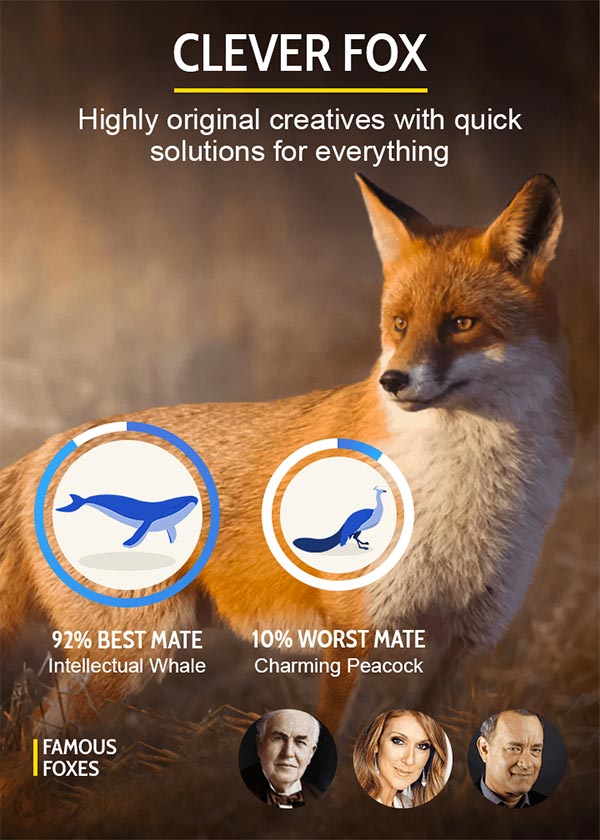 CLEVER FOX
Highly original creatives with quick
solutions for everything
92% BEST MATE
Intellectual Whale
10% WORST MATE
Charming Peacock
FAMOUS
FOXES